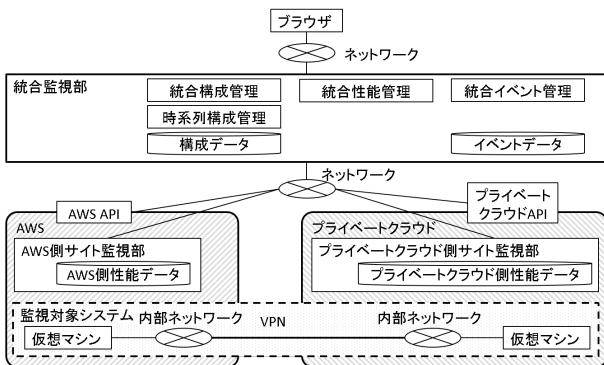 ブラウザ
ネットワーク
統合監視部
統合構成管理
統合性能管理
統合イベント管理
時系列構成管理
構成データ
イベントデータ
ネットワーク
AWS API
プライベート
クラウドAPI
AWS
プライベートクラウド
AWS側サイト監視部
プライベートクラウド側サイト監視部
AWS側性能データ
プライベートクラウド側性能データ
監視対象システム
内部ネットワーク
VPN
内部ネットワーク
仮想マシン
仮想マシン